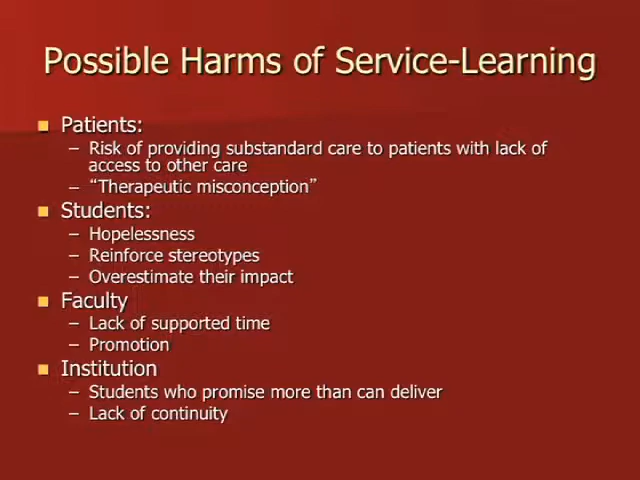 Possible Harms of Service-Learning
■ Patients:
– Risk of providing substandard care to patients with lack of
access to other care
– “Therapeutic misconception”
■ Students:
– Hopelessness
– Reinforce stereotypes
– Overestimate their impact
■ Faculty
– Lack of supported time
– Promotion
■ Institution
– Students who promise more than can deliver
– Lack of continuity